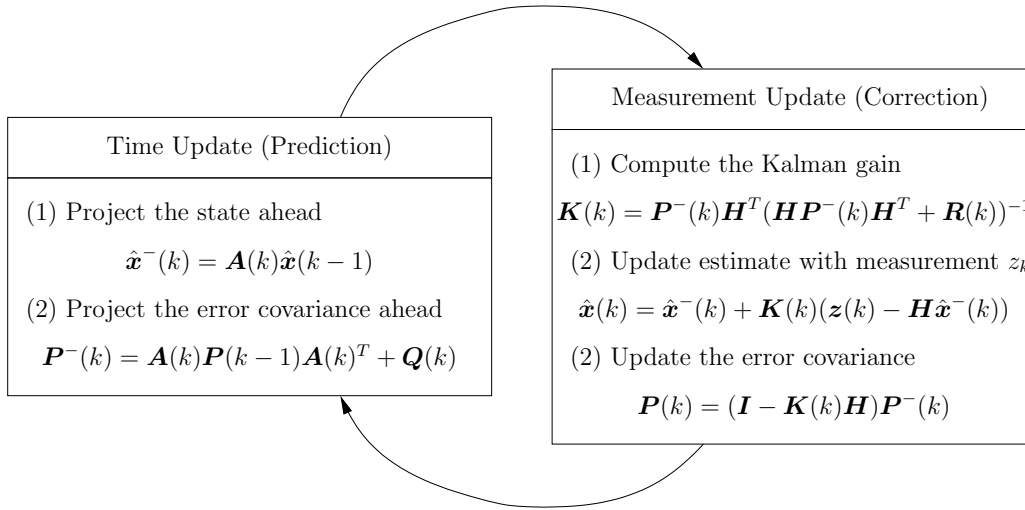 Time Update (Prediction)
(1) Project the state ahead
x̂⁻(k) = A(k)x̂(k − 1)
(2) Project the error covariance ahead
P⁻(k) = A(k)P(k − 1)A(k)ᵀ + Q(k)
Measurement Update (Correction)
(1) Compute the Kalman gain
K(k) = P⁻(k)Hᵀ(HP⁻(k)Hᵀ + R(k))⁻¹
(2) Update estimate with measurement zₖ
x̂(k) = x̂⁻(k) + K(k)(z(k) − Hx̂⁻(k))
(2) Update the error covariance
P(k) = (I − K(k)H)P⁻(k)